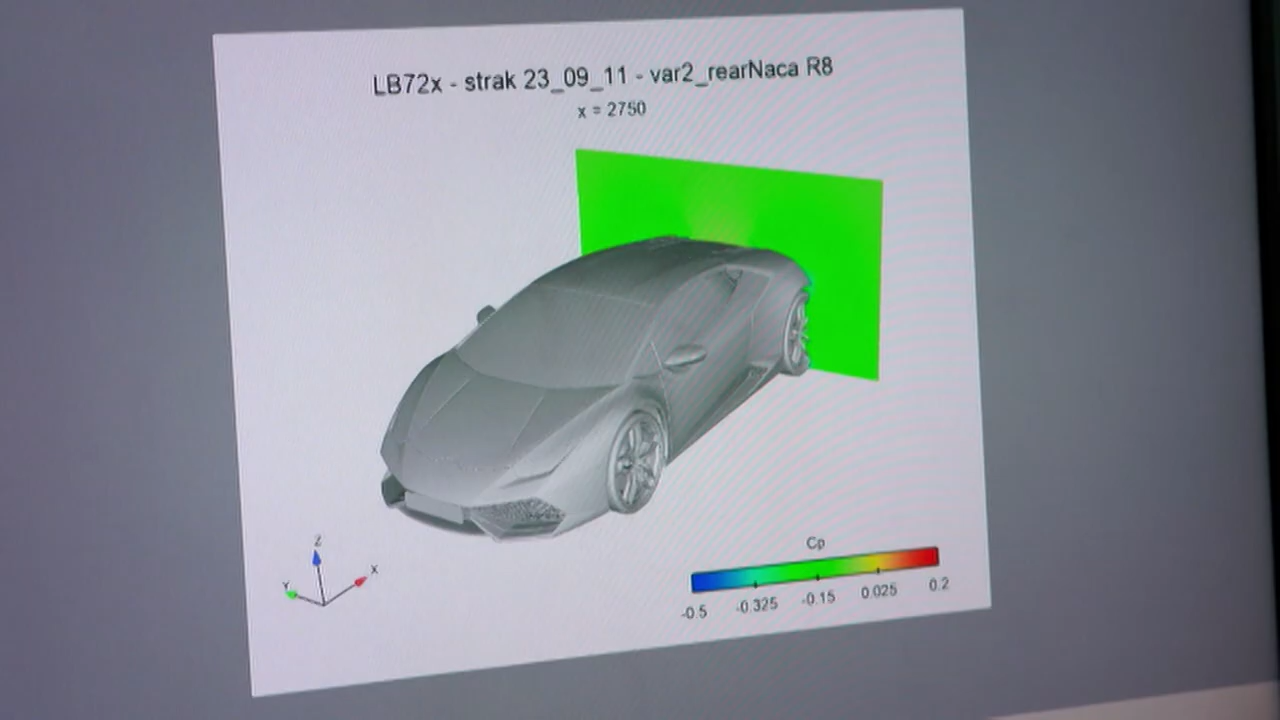 LB72x - strak 23_09_11 - var2_rearNaca R8
x = 2750
Z
Y
X
Cp
-0.5 -0.325 -0.15 0.025 0.2